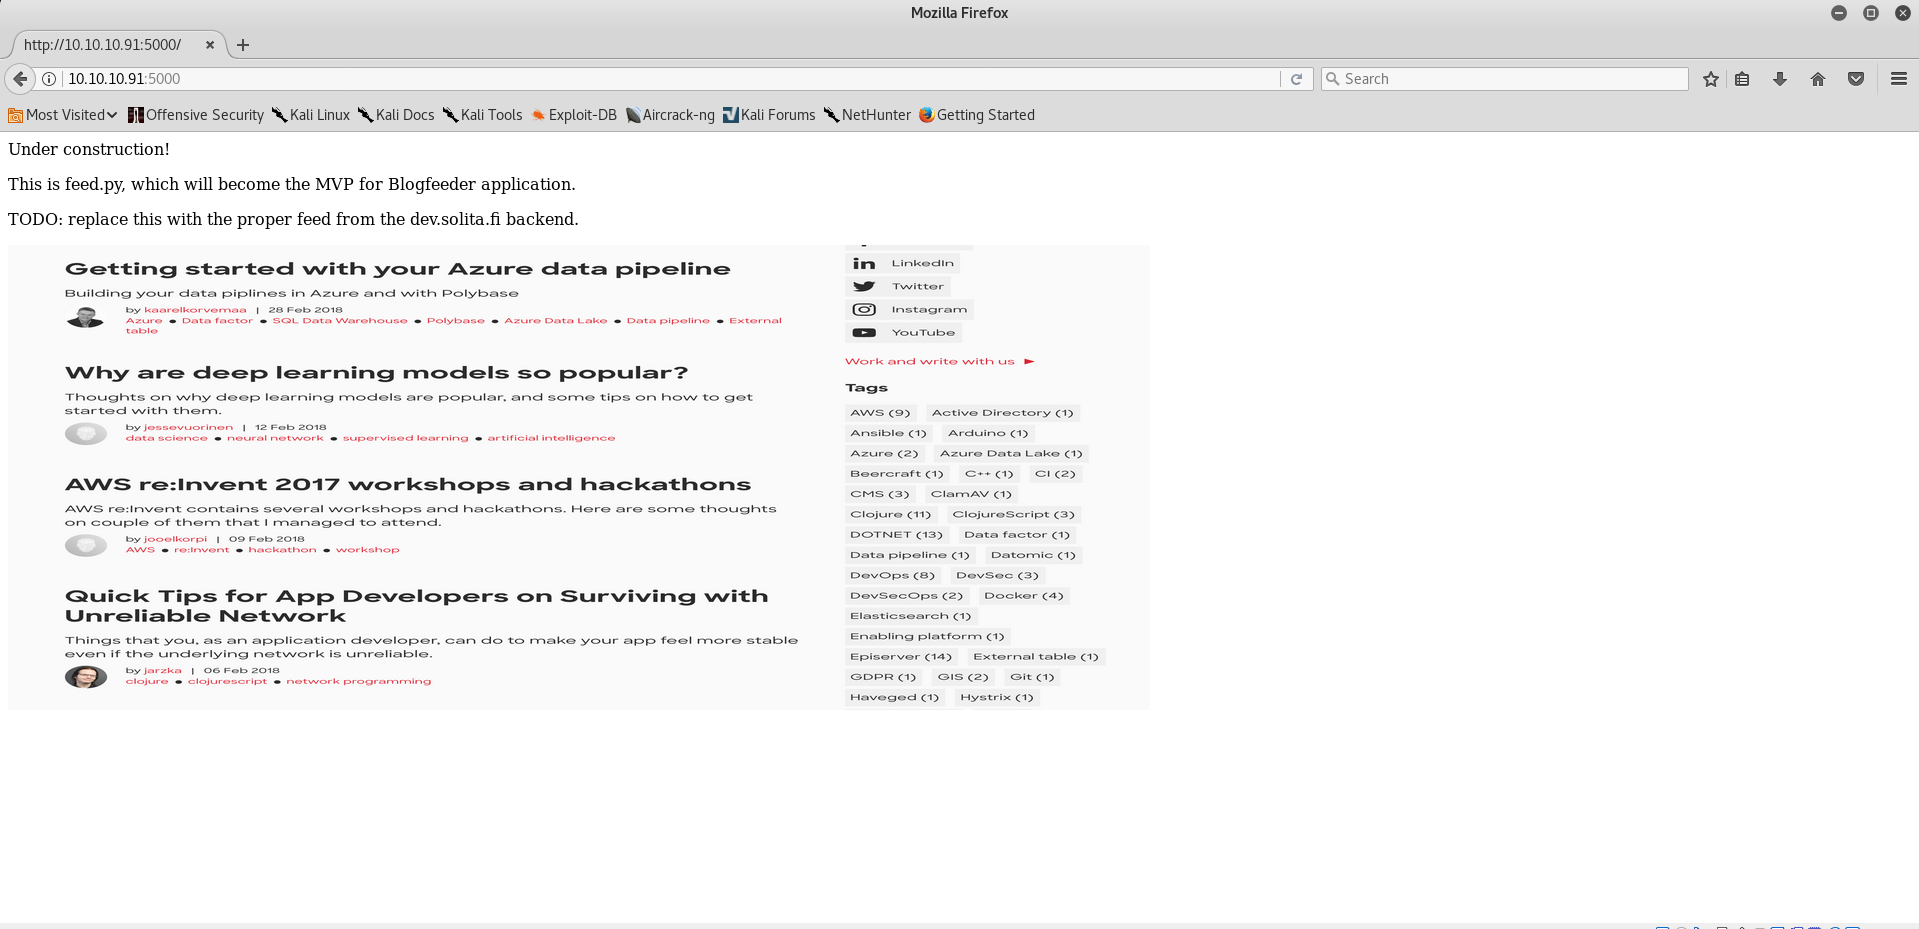 Mozilla Firefox
http://10.10.10.91:5000/
10.10.10.91:5000
Search
Most Visited
Offensive Security
Kali Linux
Kali Docs
Kali Tools
Exploit-DB
Aircrack-ng
Kali Forums
NetHunter
Getting Started
Under construction!
This is feed.py, which will become the MVP for Blogfeeder application.
TODO: replace this with the proper feed from the dev.solita.fi backend.
Getting started with your Azure data pipeline
Building your data piplines in Azure and with Polybase
by kaarelkorvemaa | 28 Feb 2018
Azure ● Data factor ● SQL Data Warehouse ● Polybase ● Azure Data Lake ● Data pipeline ● External
table
Why are deep learning models so popular?
Thoughts on why deep learning models are popular, and some tips on how to get
started with them.
by jessevuorinen | 12 Feb 2018
data science ● neural network ● supervised learning ● artificial intelligence
AWS re:Invent 2017 workshops and hackathons
AWS re:Invent contains several workshops and hackathons. Here are some thoughts
on couple of them that I managed to attend.
by jooelkorpi | 09 Feb 2018
AWS ● re:Invent ● hackathon ● workshop
Quick Tips for App Developers on Surviving with
Unreliable Network
Things that you, as an application developer, can do to make your app feel more stable
even if the underlying network is unreliable.
by jarzka | 06 Feb 2018
clojure ● clojurescript ● network programming
LinkedIn
Twitter
Instagram
YouTube
Work and write with us ►
Tags
AWS (9) Active Directory (1)
Ansible (1) Arduino (1)
Azure (2) Azure Data Lake (1)
Beercraft (1) C++ (1) CI (2)
CMS (3) ClamAV (1)
Clojure (11) ClojureScript (3)
DOTNET (13) Data factor (1)
Data pipeline (1) Datomic (1)
DevOps (8) DevSec (3)
DevSecOps (2) Docker (4)
Elasticsearch (1)
Enabling platform (1)
Episerver (14) External table (1)
GDPR (1) GIS (2) Git (1)
Haveged (1) Hystrix (1)